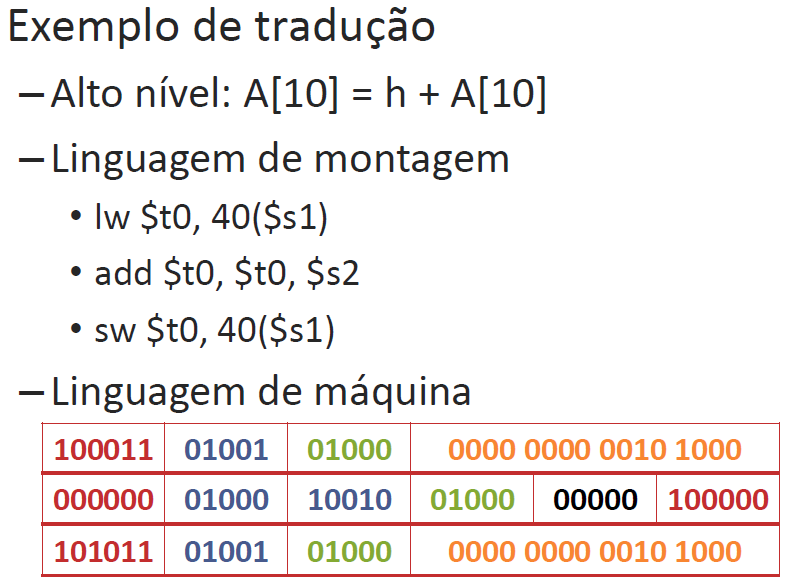 Exemplo de tradução
– Alto nível: A[10] = h + A[10]
– Linguagem de montagem
• lw $t0, 40($s1)
• add $t0, $t0, $s2
• sw $t0, 40($s1)
– Linguagem de máquina
100011 01001 01000 0000 0000 0010 1000
000000 01000 10010 01000 00000 100000
101011 01001 01000 0000 0000 0010 1000